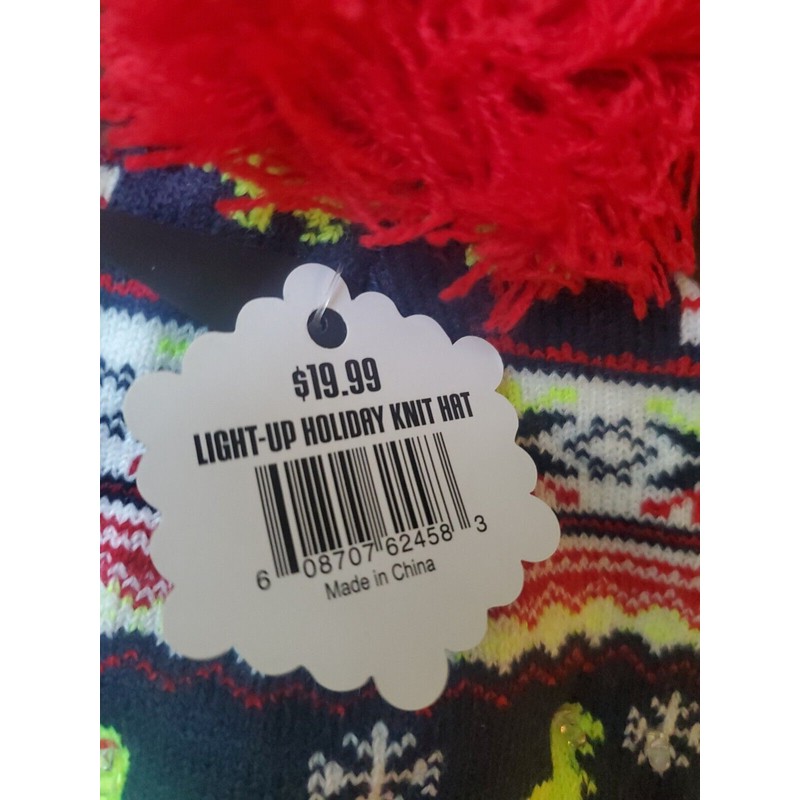 $19.99
LIGHT-UP HOLIDAY KNIT HAT
6 08707 62458 3
Made in China